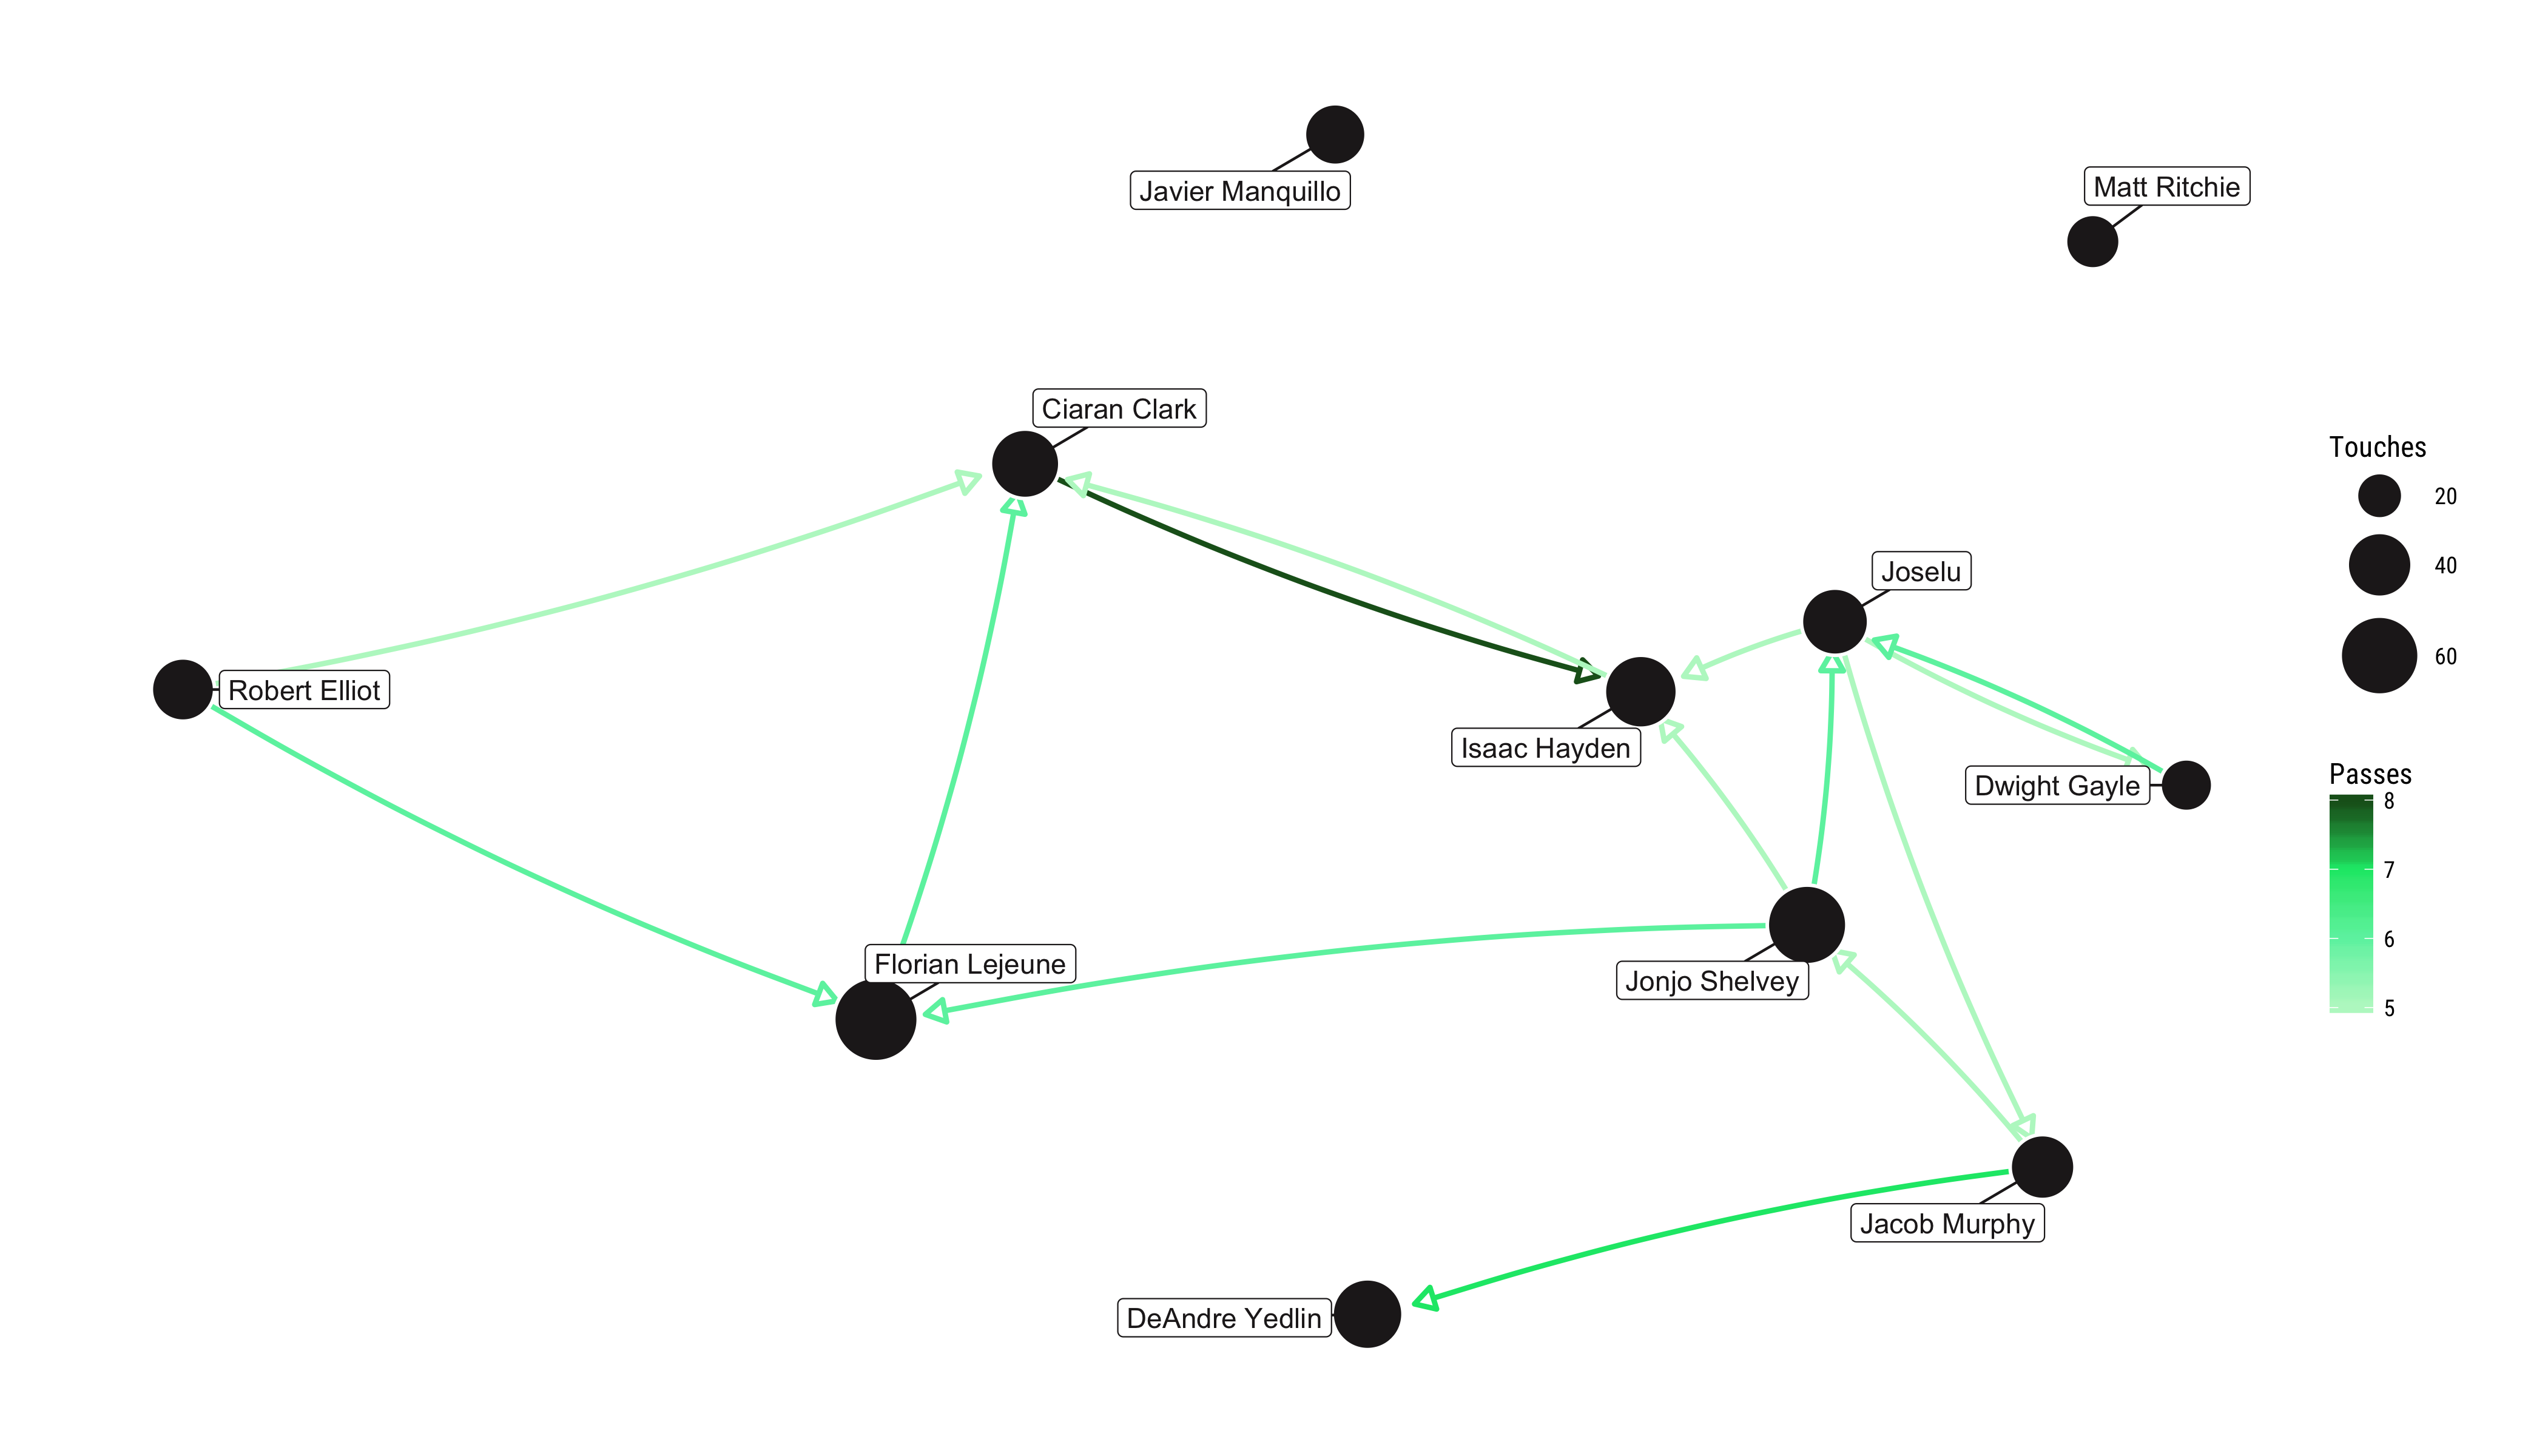 Matt Ritchie
Javier Manquillo
Ciaran Clark
Touches
20
40
60
Joselu
Robert Elliot
Isaac Hayden
Dwight Gayle
Passes
8
7
6
5
Florian Lejeune
Jonjo Shelvey
Jacob Murphy
DeAndre Yedlin